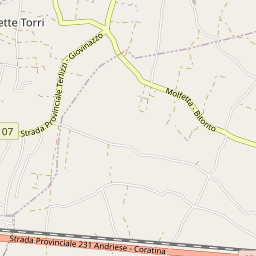 ette Torri
Strada Provinciale Terlizzi - Giovinazzo
Molfetta - Bitonto
07
Strada Provinciale 231 Andriese - Coratina